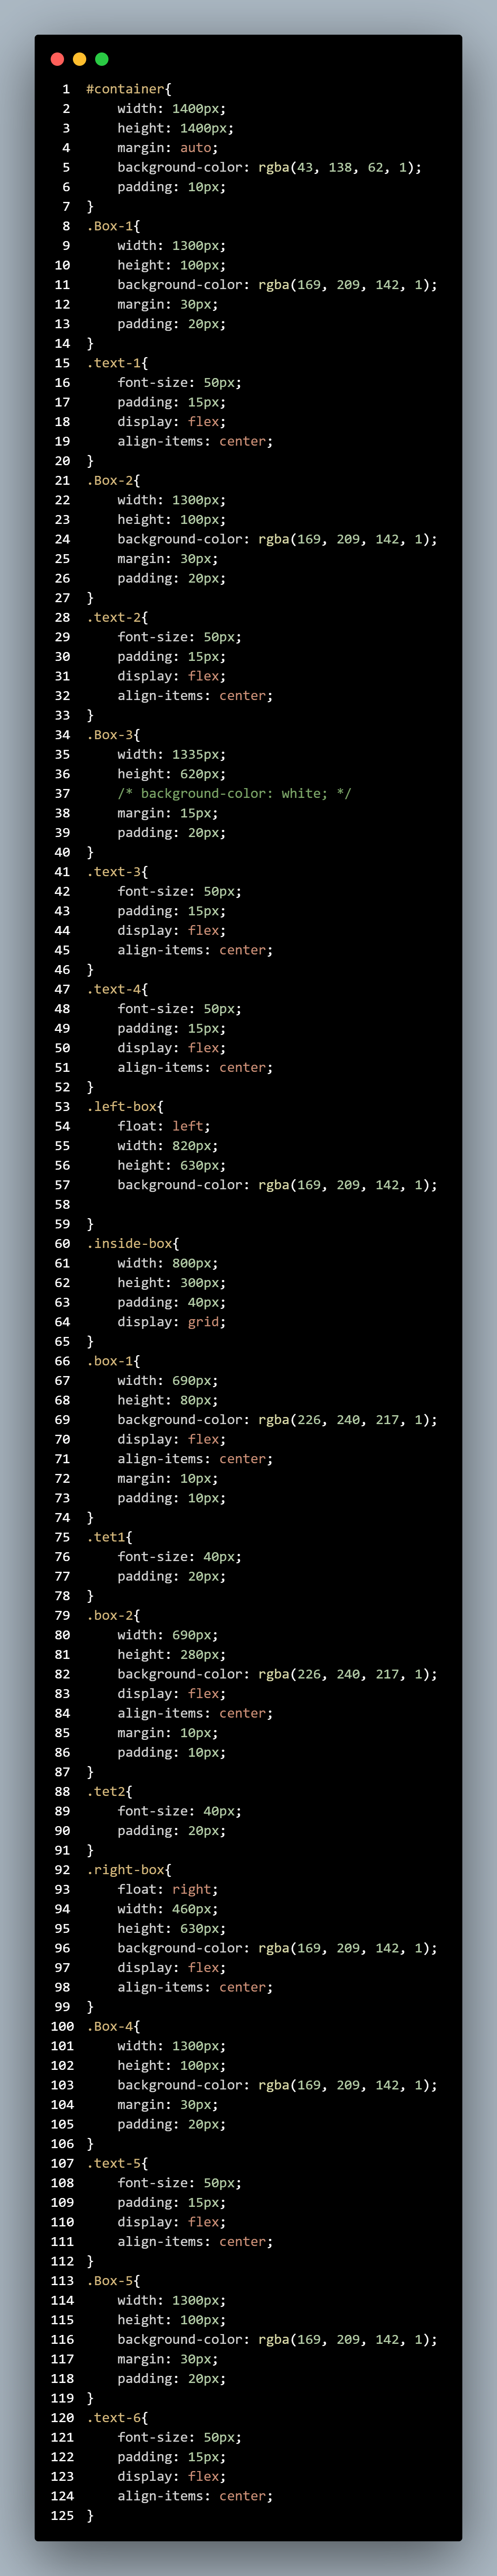 1 #container{
2 width: 1400px;
3 height: 1400px;
4 margin: auto;
5 background-color: rgba(43, 138, 62, 1);
6 padding: 10px;
7 }
8 .Box-1{
9 width: 1300px;
10 height: 100px;
11 background-color: rgba(169, 209, 142, 1);
12 margin: 30px;
13 padding: 20px;
14 }
15 .text-1{
16 font-size: 50px;
17 padding: 15px;
18 display: flex;
19 align-items: center;
20 }
21 .Box-2{
22 width: 1300px;
23 height: 100px;
24 background-color: rgba(169, 209, 142, 1);
25 margin: 30px;
26 padding: 20px;
27 }
28 .text-2{
29 font-size: 50px;
30 padding: 15px;
31 display: flex;
32 align-items: center;
33 }
34 .Box-3{
35 width: 1335px;
36 height: 620px;
37 /* background-color: white; */
38 margin: 15px;
39 padding: 20px;
40 }
41 .text-3{
42 font-size: 50px;
43 padding: 15px;
44 display: flex;
45 align-items: center;
46 }
47 .text-4{
48 font-size: 50px;
49 padding: 15px;
50 display: flex;
51 align-items: center;
52 }
53 .left-box{
54 float: left;
55 width: 820px;
56 height: 630px;
57 background-color: rgba(169, 209, 142, 1);
58
59 }
60 .inside-box{
61 width: 800px;
62 height: 300px;
63 padding: 40px;
64 display: grid;
65 }
66 .box-1{
67 width: 690px;
68 height: 80px;
69 background-color: rgba(226, 240, 217, 1);
70 display: flex;
71 align-items: center;
72 margin: 10px;
73 padding: 10px;
74 }
75 .tet1{
76 font-size: 40px;
77 padding: 20px;
78 }
79 .box-2{
80 width: 690px;
81 height: 280px;
82 background-color: rgba(226, 240, 217, 1);
83 display: flex;
84 align-items: center;
85 margin: 10px;
86 padding: 10px;
87 }
88 .tet2{
89 font-size: 40px;
90 padding: 20px;
91 }
92 .right-box{
93 float: right;
94 width: 460px;
95 height: 630px;
96 background-color: rgba(169, 209, 142, 1);
97 display: flex;
98 align-items: center;
99 }
100 .Box-4{
101 width: 1300px;
102 height: 100px;
103 background-color: rgba(169, 209, 142, 1);
104 margin: 30px;
105 padding: 20px;
106 }
107 .text-5{
108 font-size: 50px;
109 padding: 15px;
110 display: flex;
111 align-items: center;
112 }
113 .Box-5{
114 width: 1300px;
115 height: 100px;
116 background-color: rgba(169, 209, 142, 1);
117 margin: 30px;
118 padding: 20px;
119 }
120 .text-6{
121 font-size: 50px;
122 padding: 15px;
123 display: flex;
124 align-items: center;
125 }